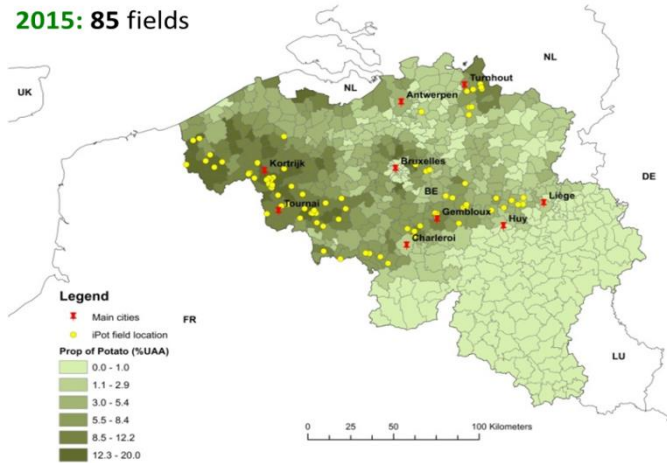 2015: 85 fields
NL
NL
UK
Turnhout
Antwerpen
Kortrijk
Bruxelles
DE
BE
Liège
Tournai
Gembloux
Huy
Charleroi
Legend
Main cities
iPot field location
FR
Prop of Potato (%UAA)
0.0 - 1.0
1.1 - 2.9
3.0 - 5.4
5.5 - 8.4
8.5 - 12.2
12.3 - 20.0
LU
0 25 50 100 Kilometers